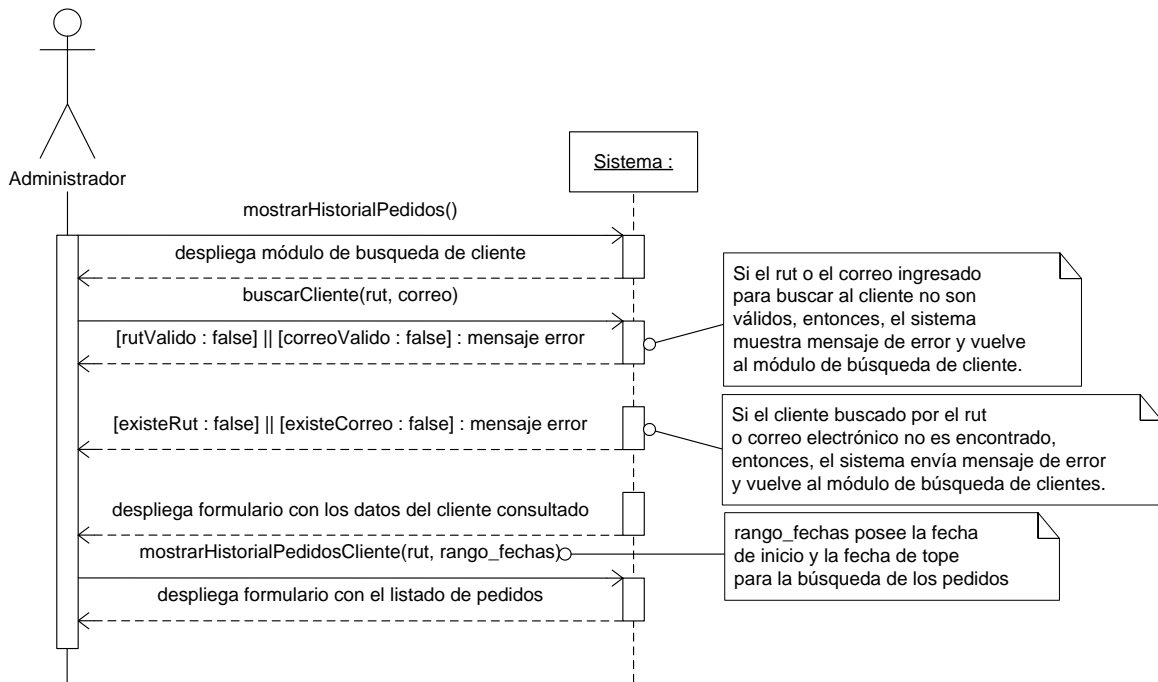 Administrador
Sistema :
mostrarHistorialPedidos()
despliega módulo de busqueda de cliente
buscarCliente(rut, correo)
[rutValido : false] || [correoValido : false] : mensaje error
Si el rut o el correo ingresado
para buscar al cliente no son
válidos, entonces, el sistema
muestra mensaje de error y vuelve
al módulo de búsqueda de cliente.
[existeRut : false] || [existeCorreo : false] : mensaje error
Si el cliente buscado por el rut
o correo electrónico no es encontrado,
entonces, el sistema envía mensaje de error
y vuelve al módulo de búsqueda de clientes.
despliega formulario con los datos del cliente consultado
mostrarHistorialPedidosCliente(rut, rango_fechas)
rango_fechas posee la fecha
de inicio y la fecha de tope
para la búsqueda de los pedidos
despliega formulario con el listado de pedidos